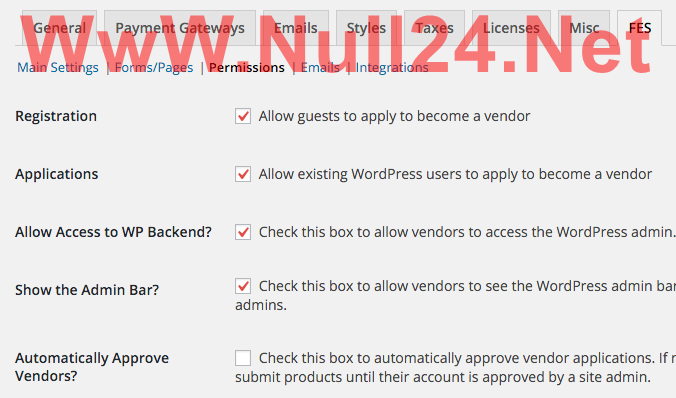 General Payment Gateways Emails Styles Taxes Licenses Misc FES
WwW.Null24.Net
Main Settings | Forms/Pages | Permissions | Emails | Integrations
Registration Allow guests to apply to become a vendor
Applications Allow existing WordPress users to apply to become a vendor
Allow Access to WP Backend? Check this box to allow vendors to access the WordPress admin.
Show the Admin Bar? Check this box to allow vendors to see the WordPress admin bar
admins.
Automatically Approve Check this box to automatically approve vendor applications. If
Vendors? submit products until their account is approved by a site admin.